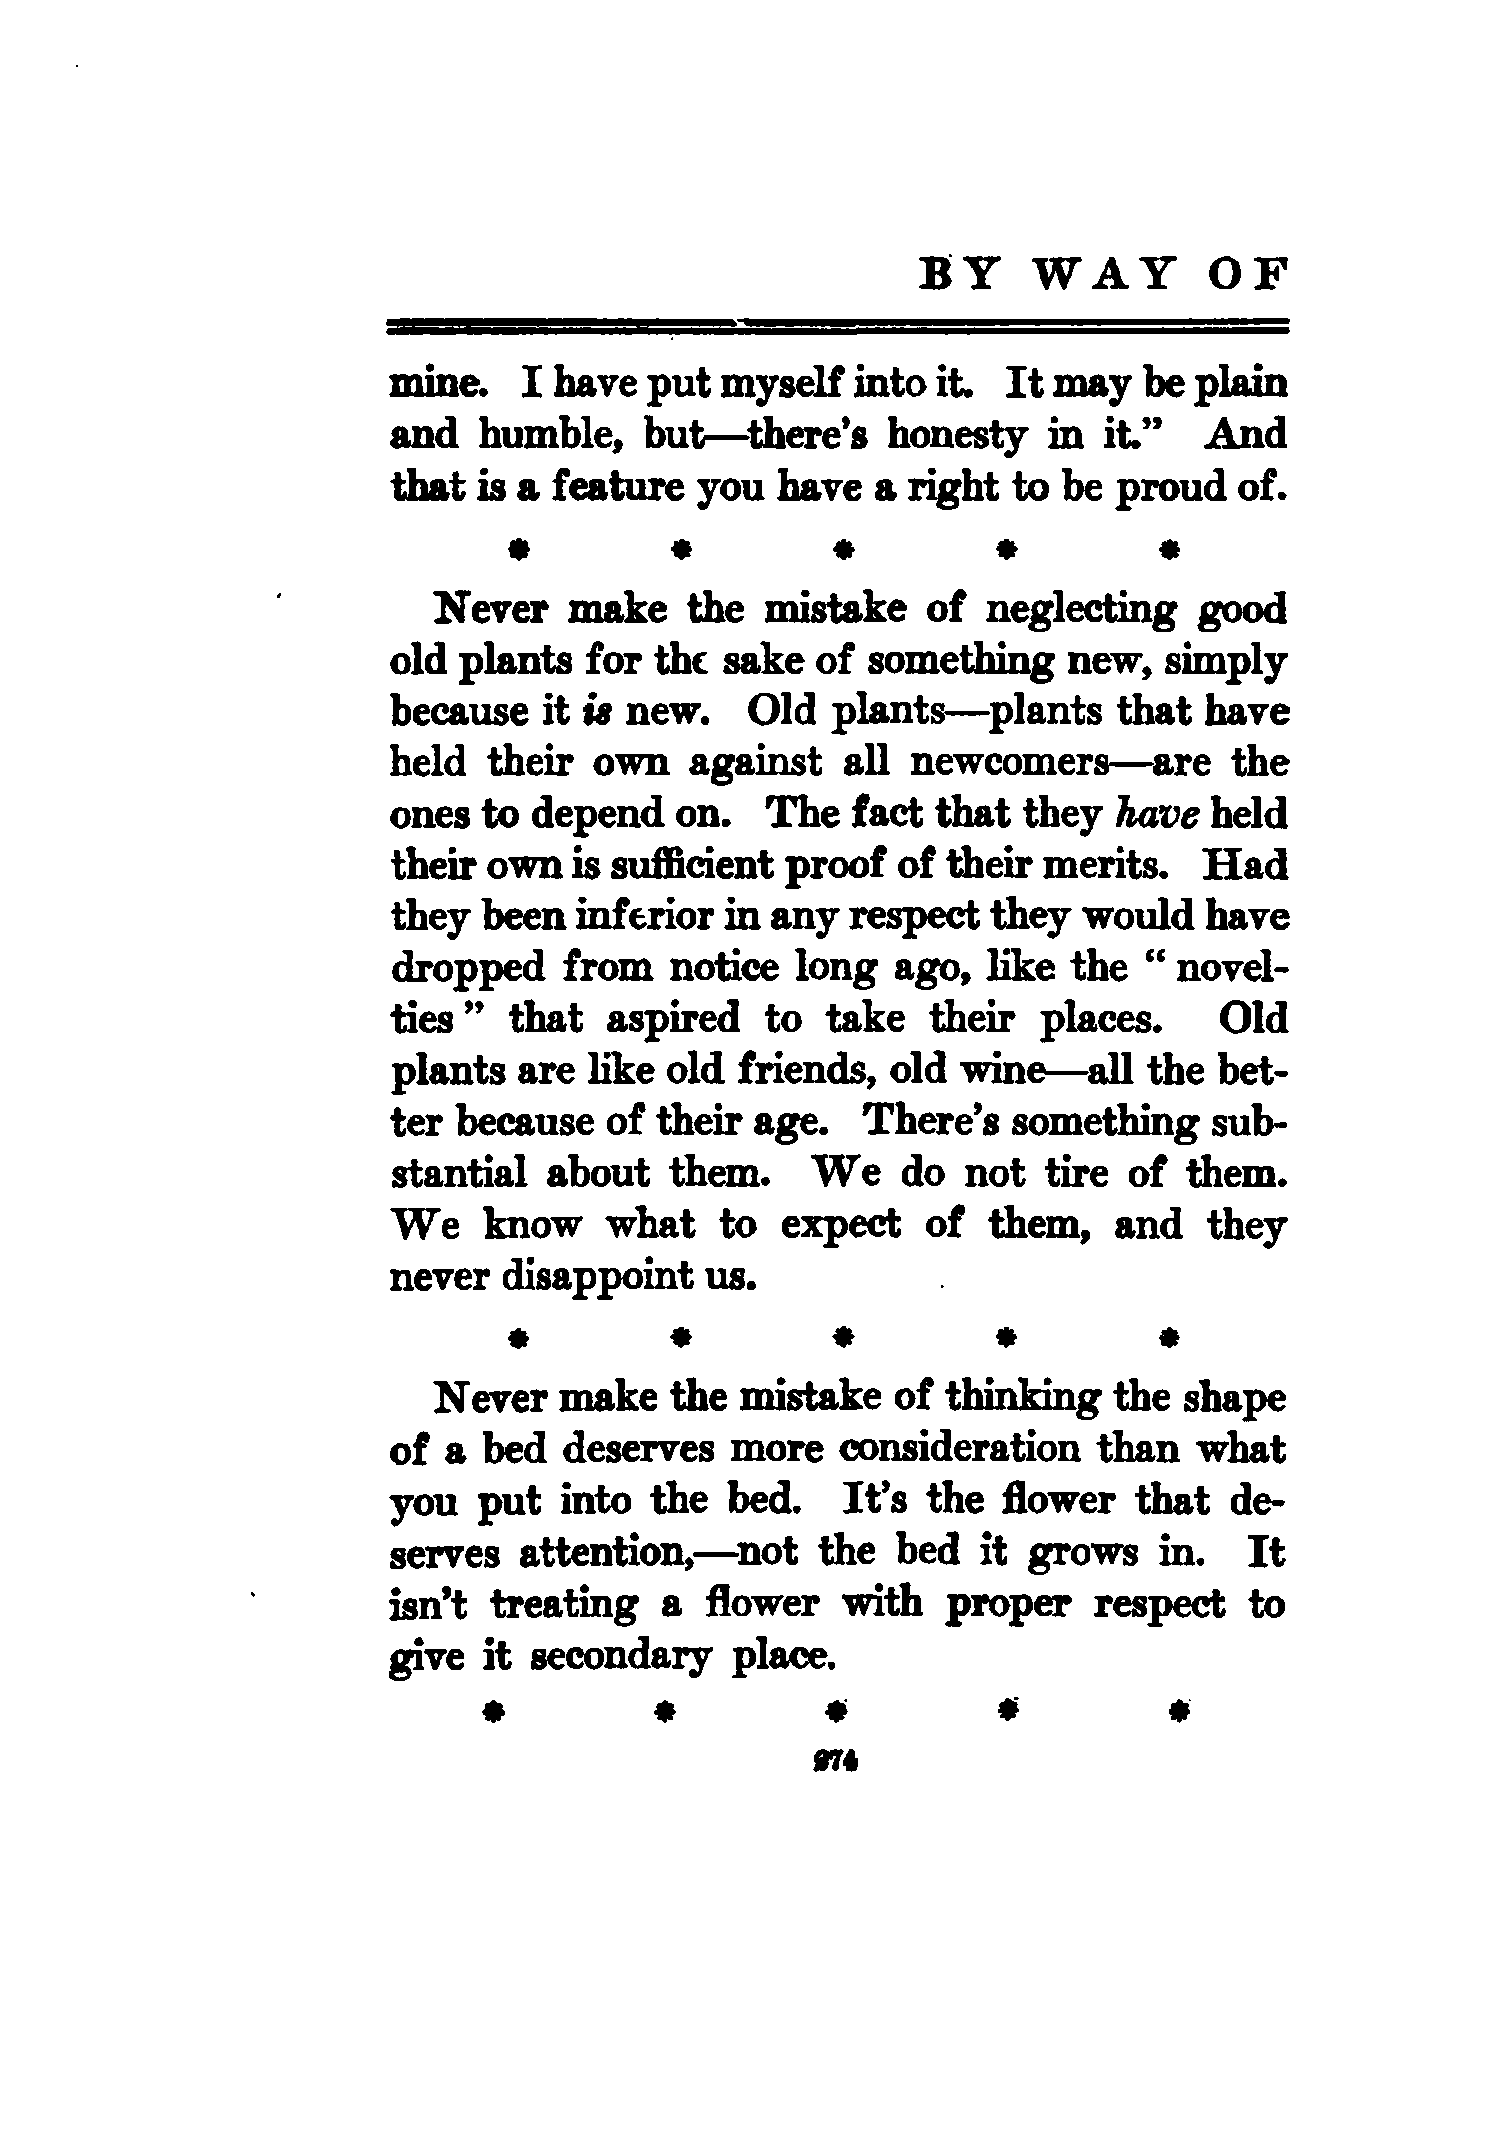 BY WAY OF
mine. I have put myself into it. It may be plain
and humble, but—there's honesty in it." And
that is a feature you have a right to be proud of.
* * * * *
Never make the mistake of neglecting good
old plants for the sake of something new, simply
because it is new. Old plants—plants that have
held their own against all newcomers—are the
ones to depend on. The fact that they have held
their own is sufficient proof of their merits. Had
they been inferior in any respect they would have
dropped from notice long ago, like the " novel-
ties " that aspired to take their places. Old
plants are like old friends, old wine—all the bet-
ter because of their age. There's something sub-
stantial about them. We do not tire of them.
We know what to expect of them, and they
never disappoint us.
* * * * *
Never make the mistake of thinking the shape
of a bed deserves more consideration than what
you put into the bed. It's the flower that de-
serves attention,—not the bed it grows in. It
isn't treating a flower with proper respect to
give it secondary place.
* * * * *
274